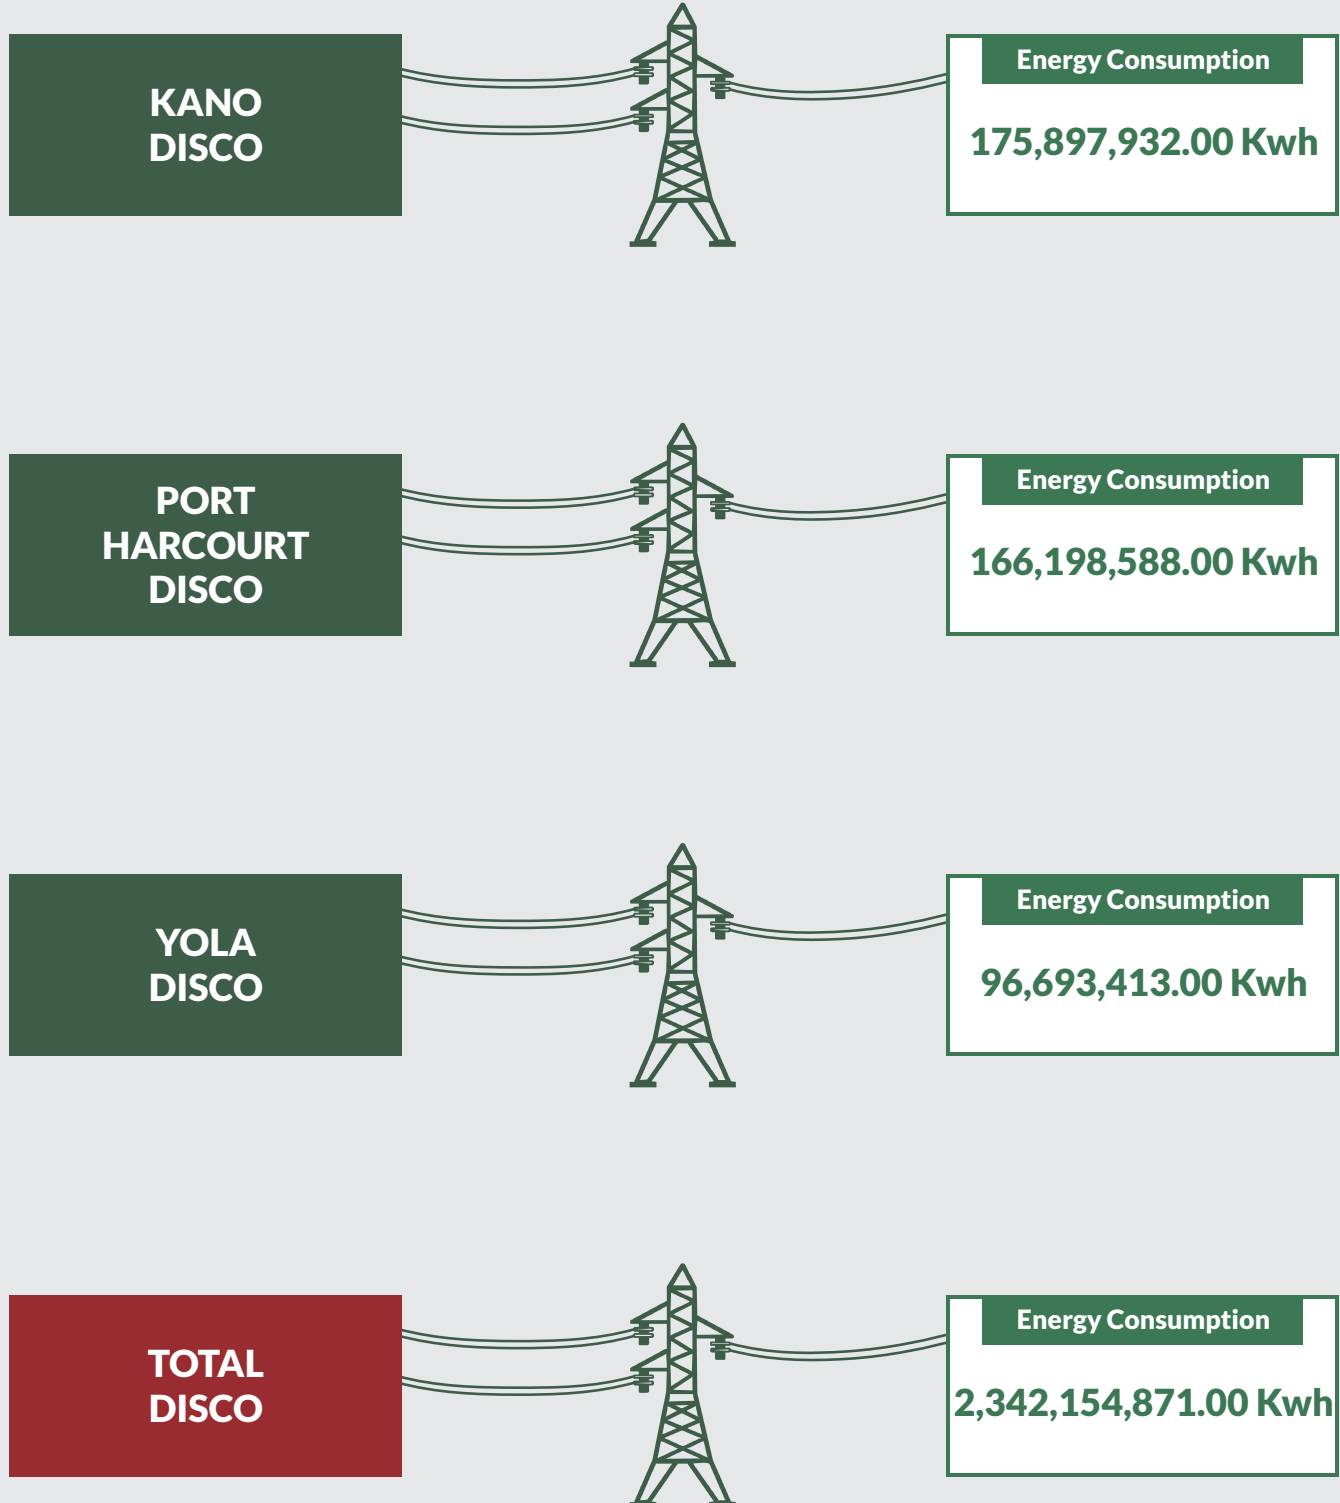 KANO
DISCO
Energy Consumption
175,897,932.00 Kwh
PORT
HARCOURT
DISCO
Energy Consumption
166,198,588.00 Kwh
YOLA
DISCO
Energy Consumption
96,693,413.00 Kwh
TOTAL
DISCO
Energy Consumption
2,342,154,871.00 Kwh